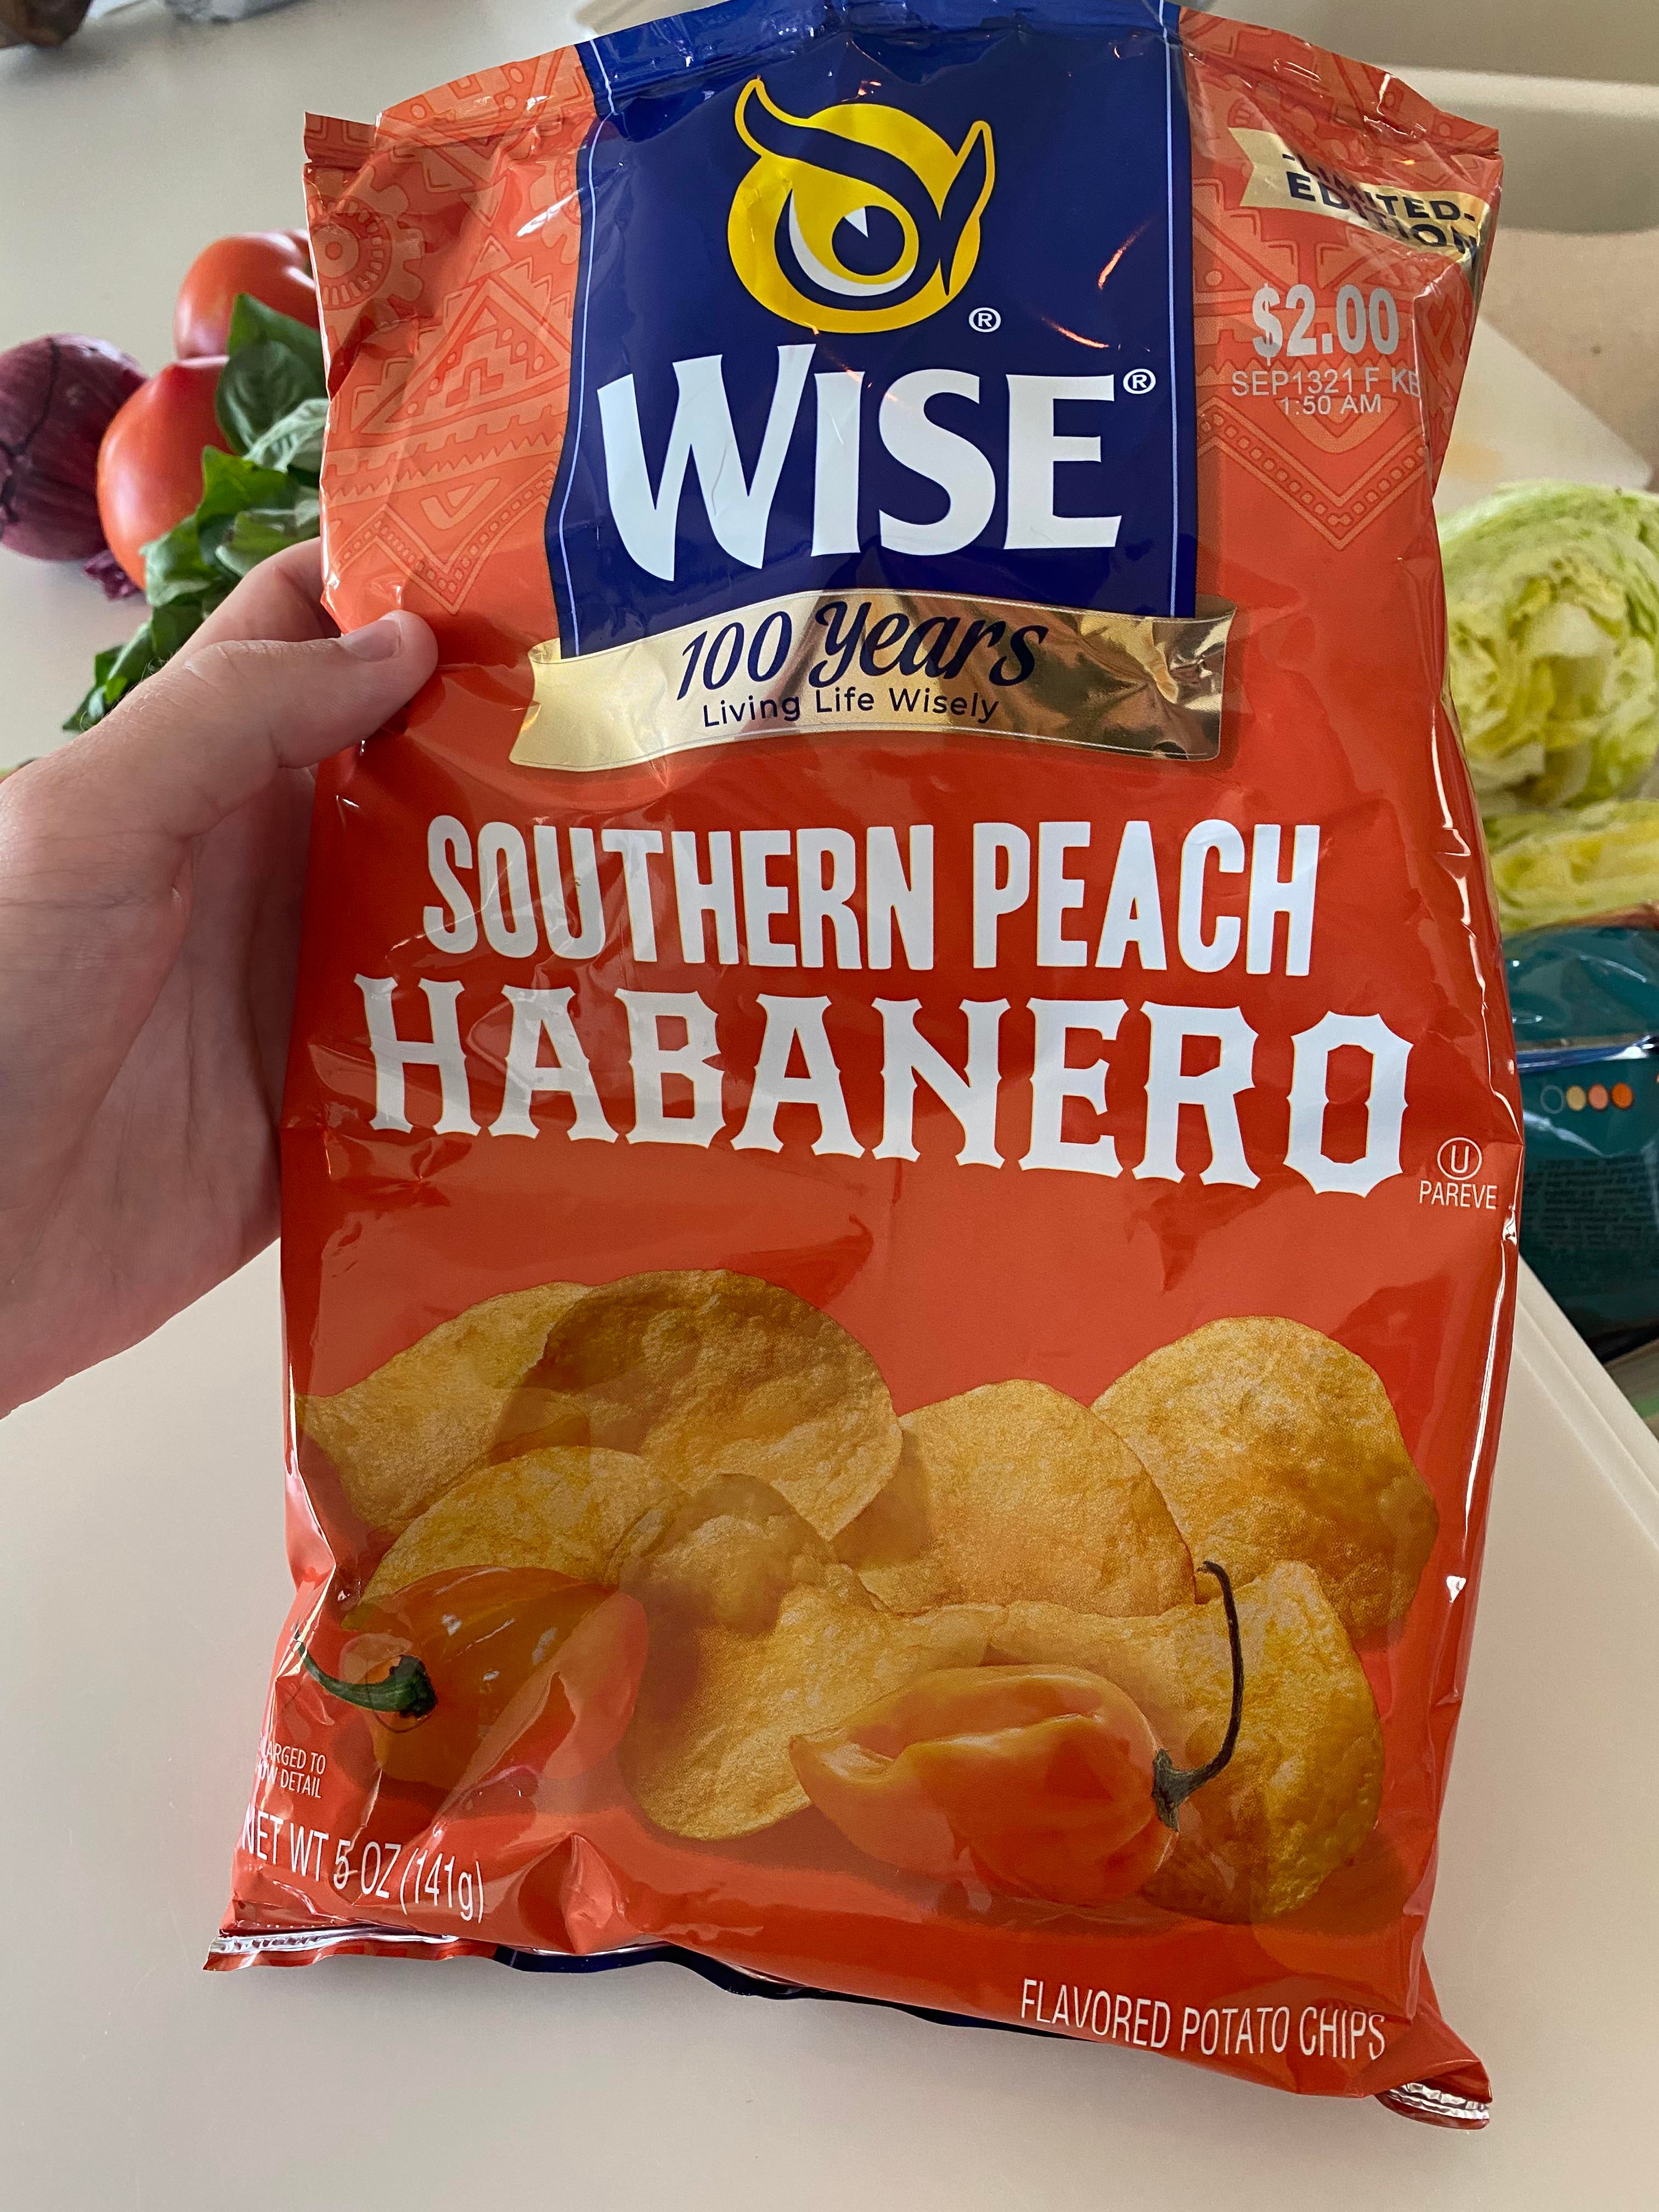 LIMITED-
EDITION
$2.00
SEP1321 F KB
1:50 AM
®
WISE®
100 Years
Living Life Wisely
SOUTHERN PEACH
HABANERO
U
PAREVE
DETAIL
NET WT 5 OZ (141g)
FLAVORED POTATO CHIPS